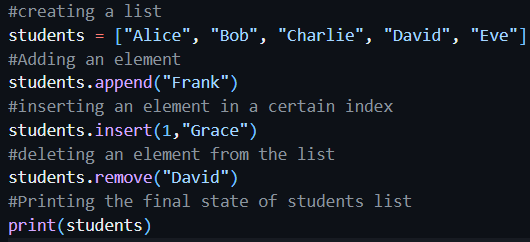 #creating a list
students = ["Alice", "Bob", "Charlie", "David", "Eve"]
#Adding an element
students.append("Frank")
#inserting an element in a certain index
students.insert(1,"Grace")
#deleting an element from the list
students.remove("David")
#Printing the final state of students list
print(students)